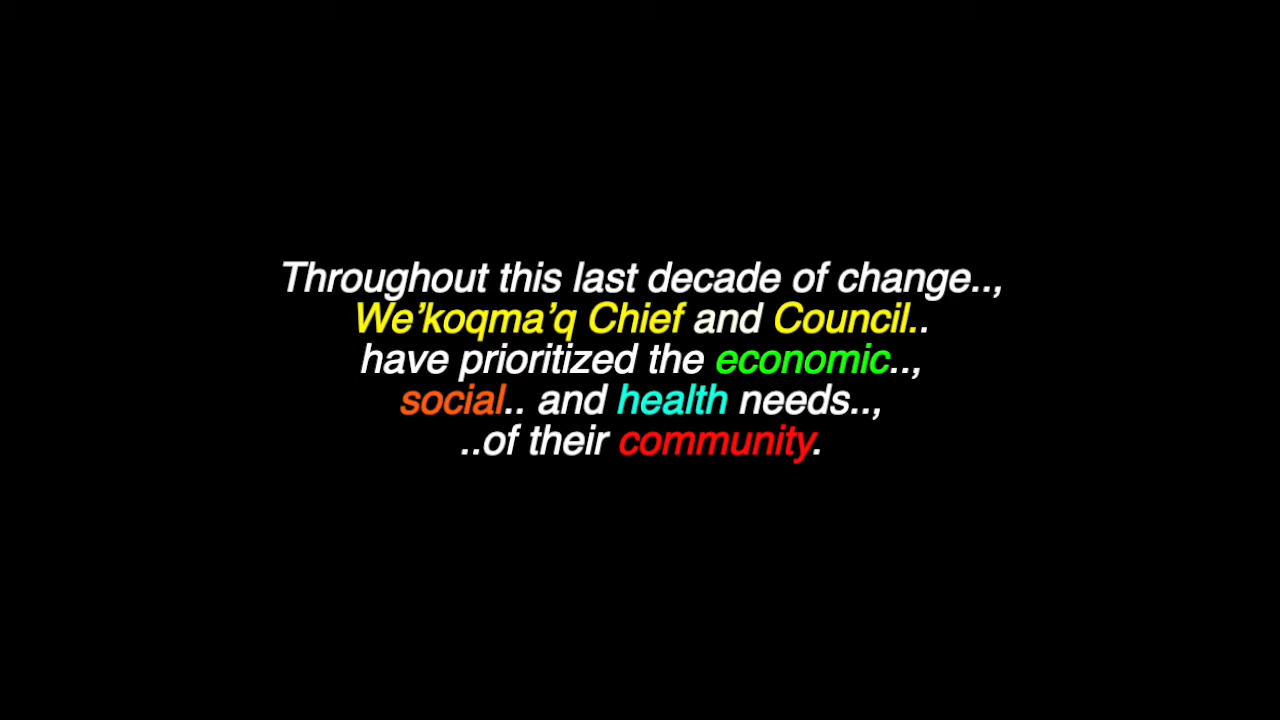 Throughout this last decade of change..,
We’koqma’q Chief and Council..
have prioritized the economic..,
social.. and health needs..,
..of their community.